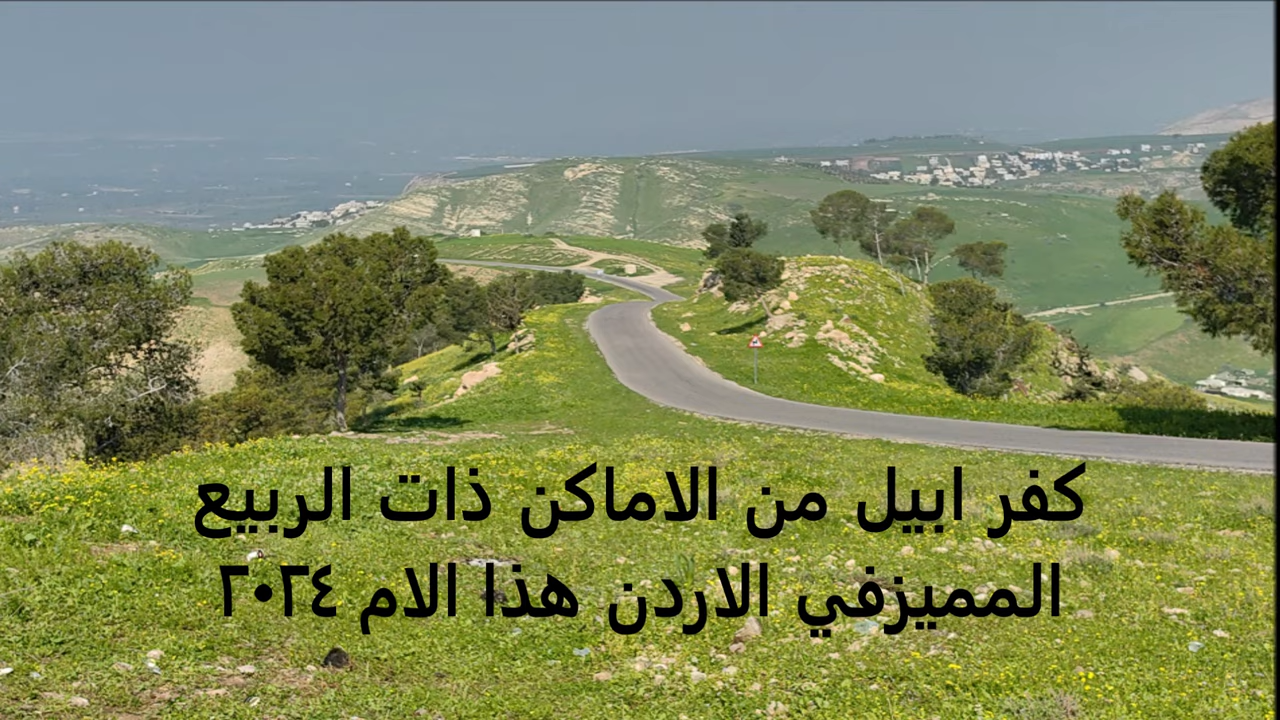 كفر ابيل من الاماكن ذات الربيع
المميزفي الاردن هذا الام ٢٠٢٤